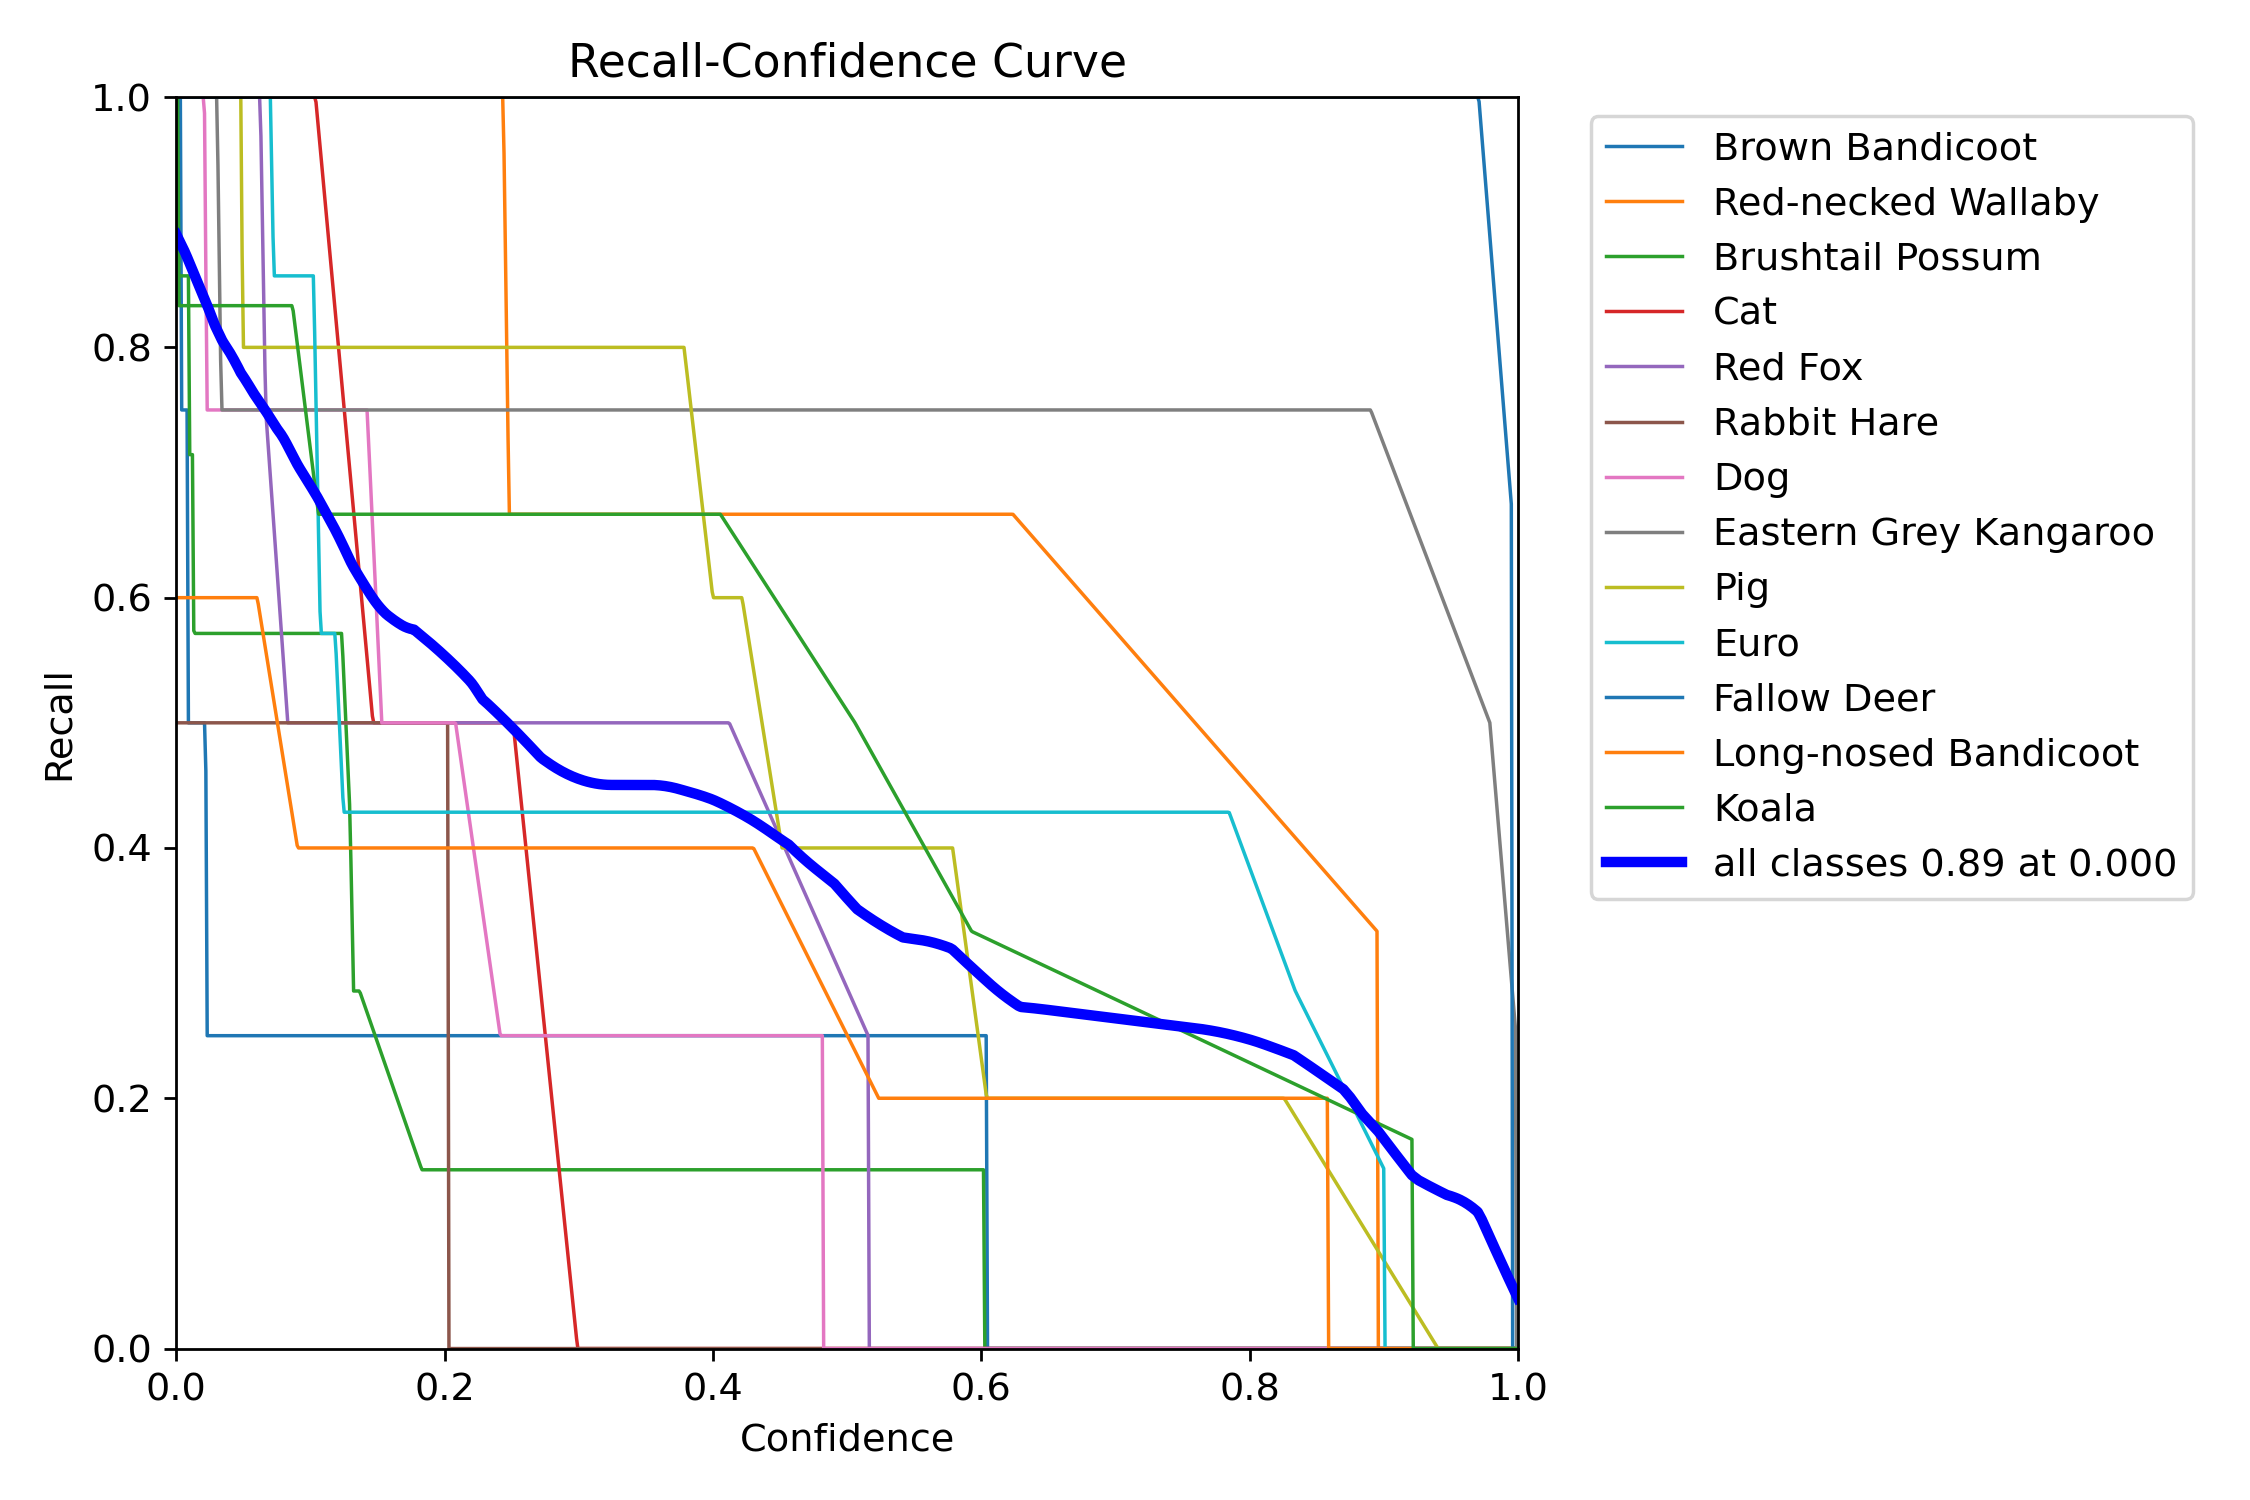 Recall-Confidence Curve
1.0
0.8
0.6
0.4
0.2
0.0
Recall
0.0 0.2 0.4 0.6 0.8 1.0
Confidence
Brown Bandicoot
Red-necked Wallaby
Brushtail Possum
Cat
Red Fox
Rabbit Hare
Dog
Eastern Grey Kangaroo
Pig
Euro
Fallow Deer
Long-nosed Bandicoot
Koala
all classes 0.89 at 0.000